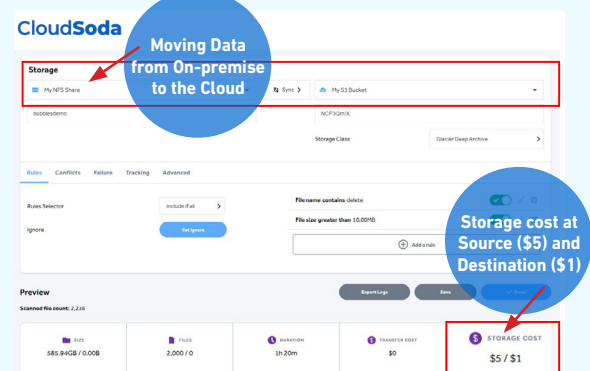 CloudSoda
Moving Data
from On-premise
to the Cloud
Storage
My NFS Share
Sync
My S3 Bucket
bubblesdemo
NCF3QmiX
Storage Class
Glacier Deep Archive
Rules Conflicts Failure Tracking Advanced
Rules Selector
Include if all
File name contains delete
Ignore
Set Ignore
File size greater than 10.00MB
Add a rule
Storage cost at
Source ($5) and
Destination ($1)
Preview
Export Logs
Save
Scanned file count: 2,236
SIZE
585.94GB / 0.00B
FILES
2,000 / 0
DURATION
1h 20m
TRANSFER COST
$0
STORAGE COST
$5 / $1